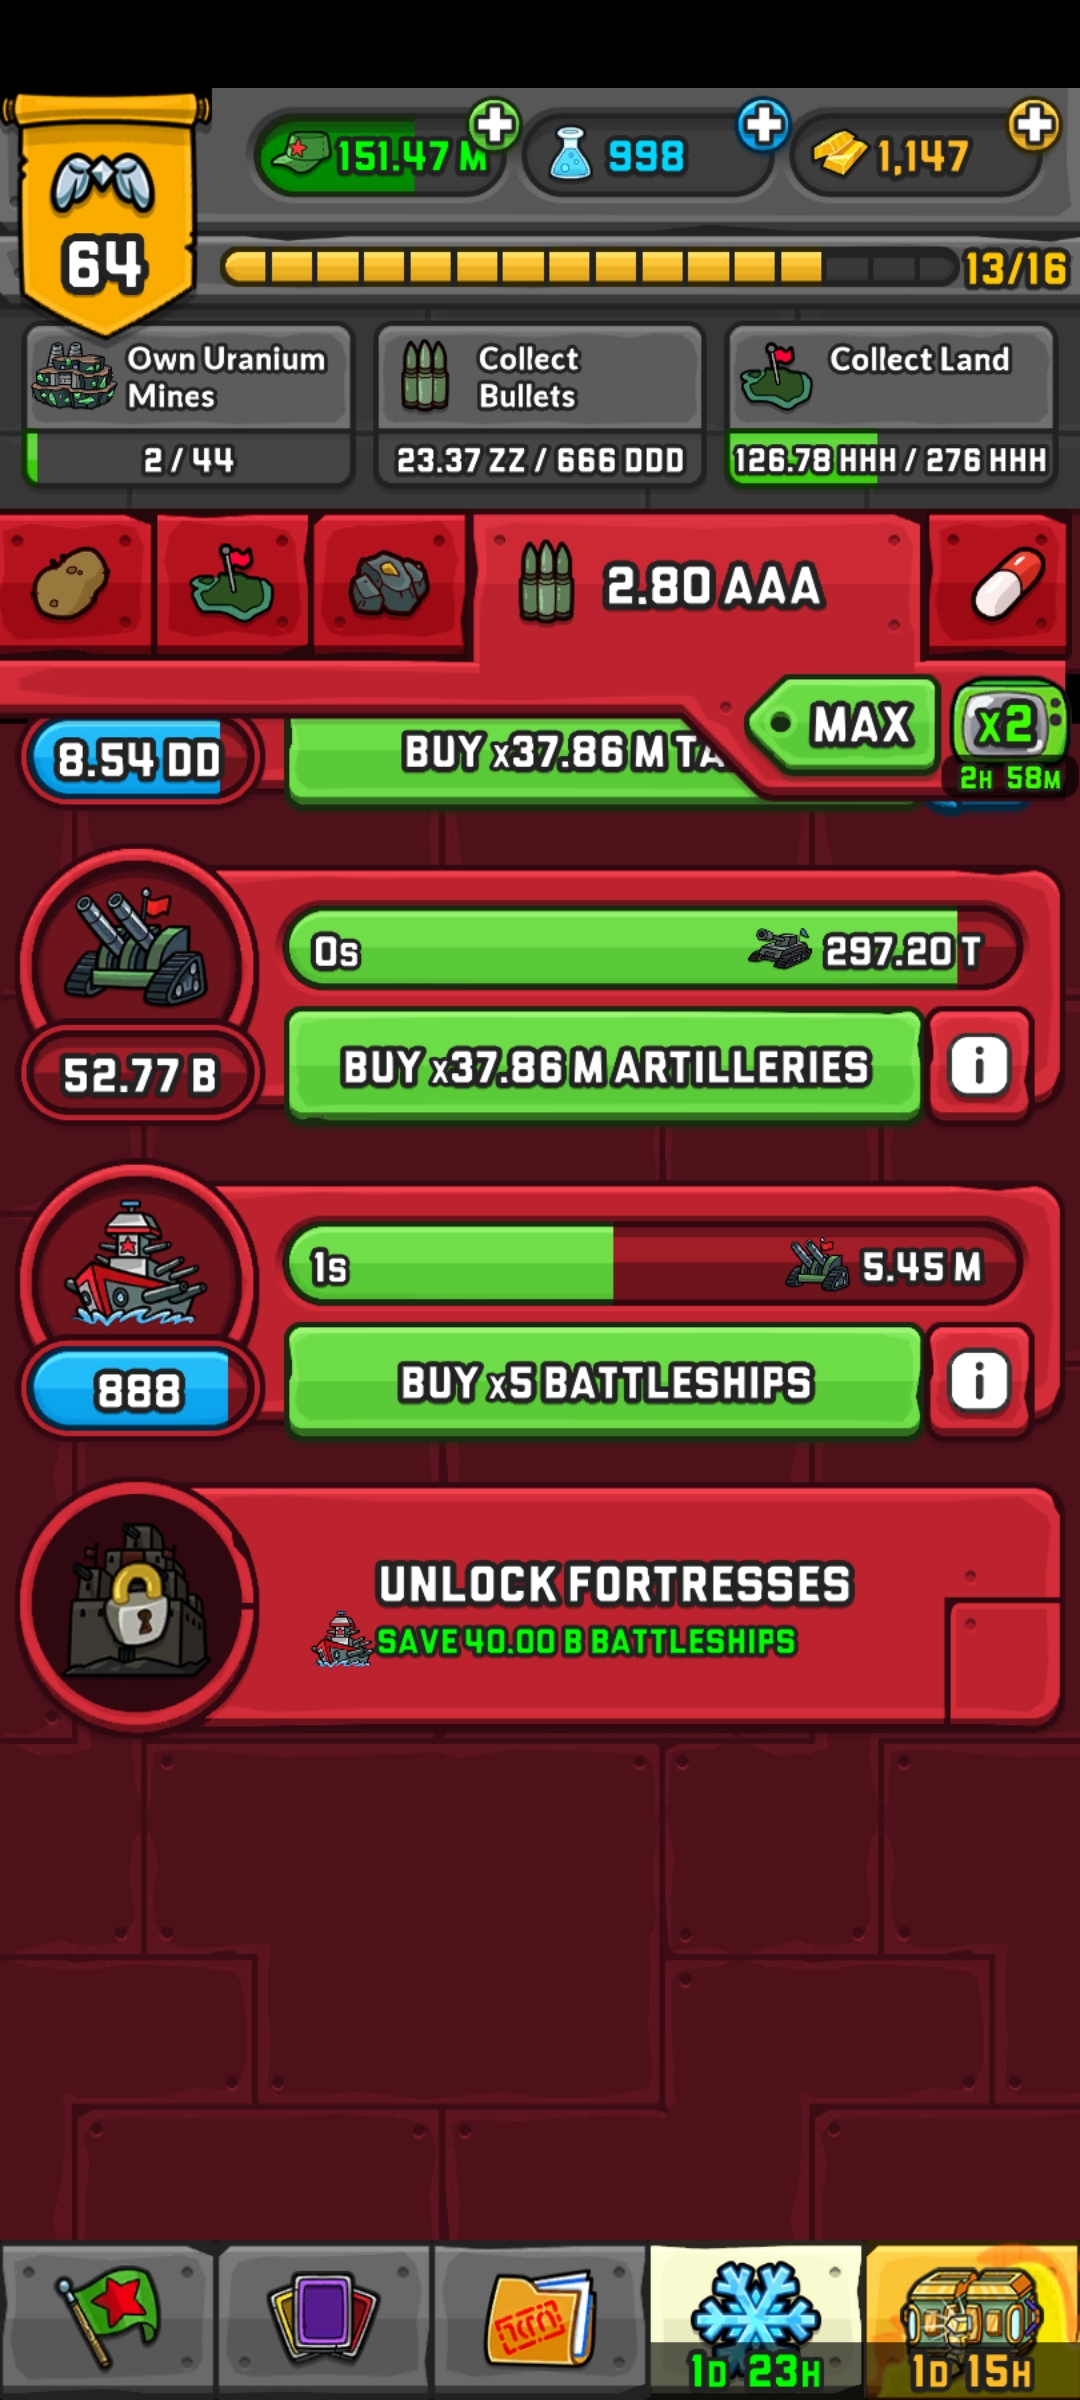 64
151.47 M
998
1,147
13/16
Own Uranium
Mines
2 / 44
Collect
Bullets
23.37 ZZ / 666 DDD
Collect Land
126.78 HHH / 276 HHH
2.80 AAA
MAX
x2
2H 58M
8.54 DD
BUY x37.86 M TA
0s
297.20 T
52.77 B
BUY x37.86 M ARTILLERIES
i
1s
5.45 M
888
BUY x5 BATTLESHIPS
i
UNLOCK FORTRESSES
SAVE 40.00 B BATTLESHIPS
1D 23H
1D 15H